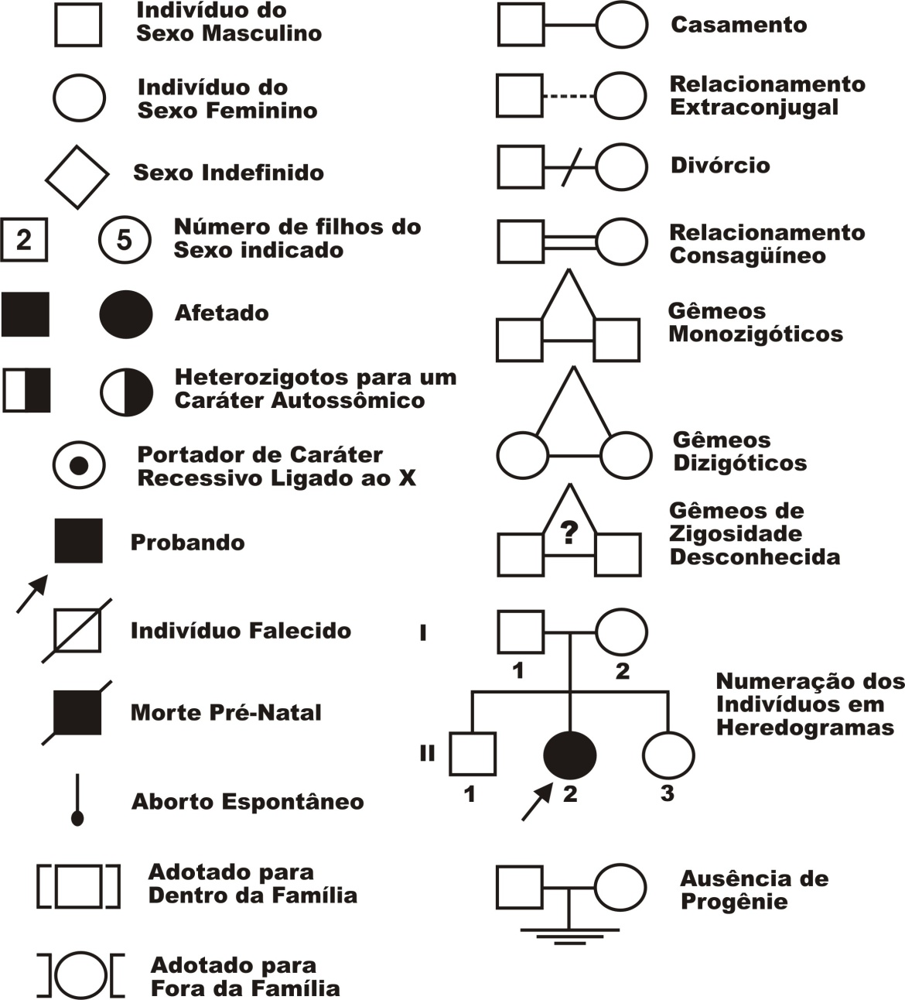 Indivíduo do
Sexo Masculino
Indivíduo do
Sexo Feminino
Sexo Indefinido
2 5
Número de filhos do
Sexo indicado
Afetado
Heterozigotos para um
Caráter Autossômico
Portador de Caráter
Recessivo Ligado ao X
Probando
Indivíduo Falecido
Morte Pré-Natal
Aborto Espontâneo
Adotado para
Dentro da Família
Adotado para
Fora da Família
Casamento
Relacionamento
Extraconjugal
Divórcio
Relacionamento
Consagüíneo
Gêmeos
Monozigóticos
Gêmeos
Dizigóticos
?
Gêmeos de
Zigosidade
Desconhecida
I
1 2
II
1 2 3
Numeração dos
Indivíduos em
Heredogramas
Ausência de
Progênie